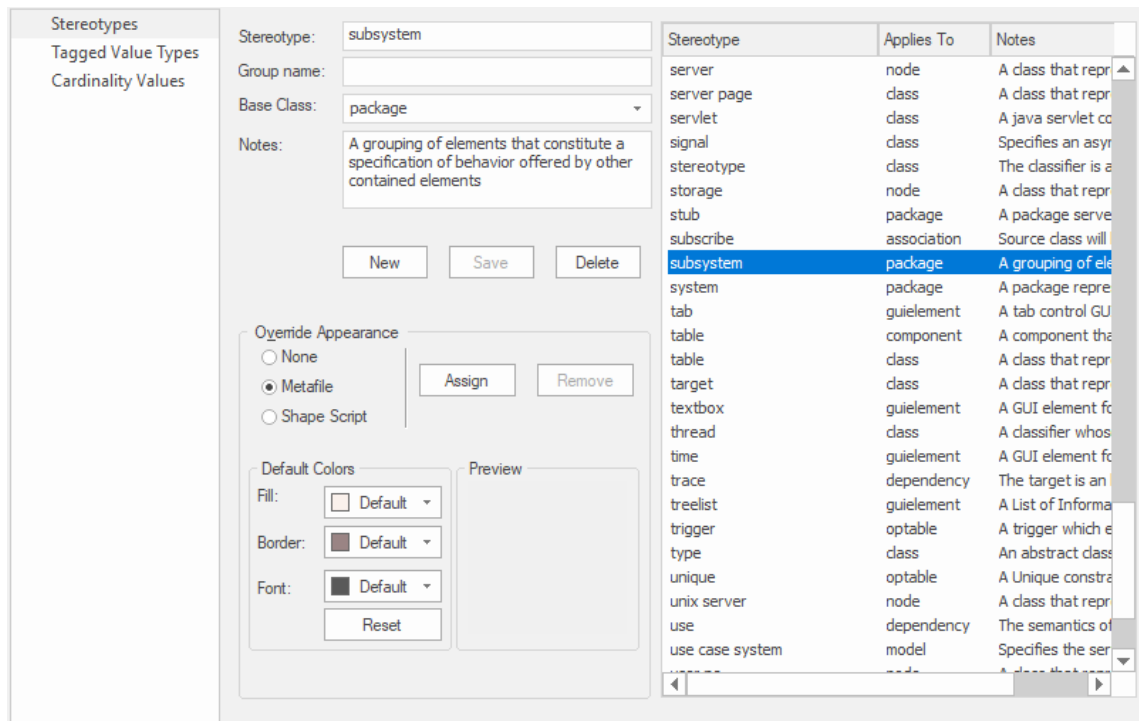 Stereotypes
Tagged Value Types
Cardinality Values
Stereotype: subsystem
Group name:
Base Class: package
Notes: A grouping of elements that constitute a
specification of behavior offered by other
contained elements
New Save Delete
Override Appearance
None
Metafile
Shape Script
Assign Remove
Default Colors
Fill: Default
Border: Default
Font: Default
Reset
Preview
Stereotype Applies To Notes
server node A class that repr
server page class A class that repr
servlet class A java servlet co
signal class Specifies an asyn
stereotype class The classifier is a
storage node A class that repr
stub package A package serve
subscribe association Source class will
subsystem package A grouping of ele
system package A package repre
tab guielement A tab control GU
table component A component tha
table class A class that repr
target class A class that repr
textbox guielement A GUI element fo
thread class A classifier whos
time guielement A GUI element fo
trace dependency The target is an
treelist guielement A List of Informa
trigger optable A trigger which e
type class An abstract class
unique optable A Unique constra
unix server node A class that repr
use dependency The semantics of
use case system model Specifies the ser